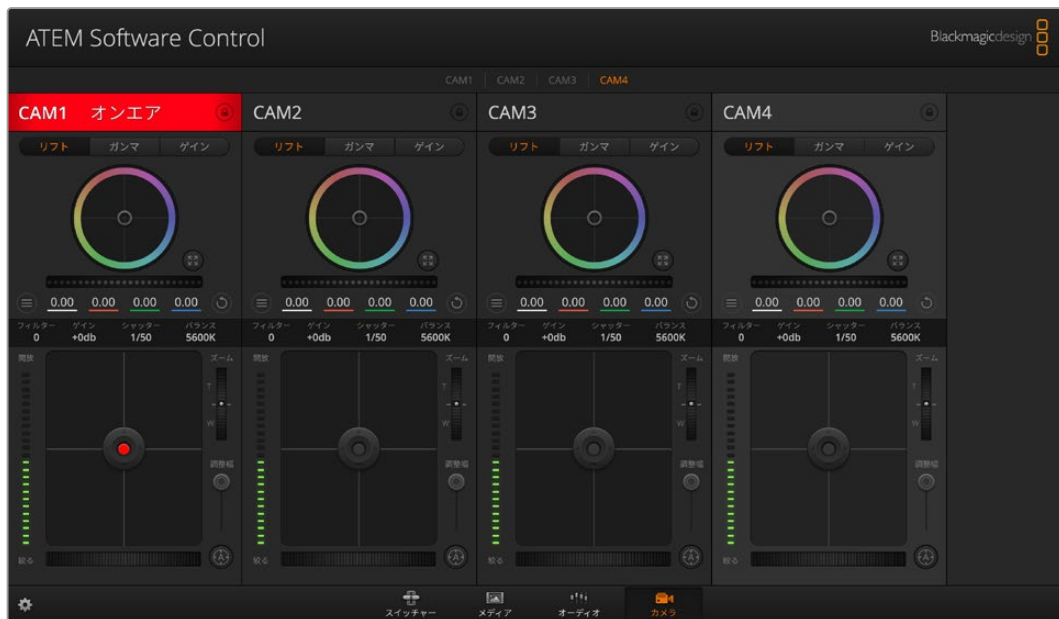 ATEM Software Control
Blackmagicdesign
CAM1 CAM2 CAM3 CAM4
CAM1 オンエア CAM2 CAM3 CAM4
リフト ガンマ ゲイン リフト ガンマ ゲイン リフト ガンマ ゲイン リフト ガンマ ゲイン
0.00 0.00 0.00 0.00 0.00 0.00 0.00 0.00 0.00 0.00 0.00 0.00 0.00 0.00 0.00 0.00
フィルター ゲイン シャッター バランス フィルター ゲイン シャッター バランス フィルター ゲイン シャッター バランス フィルター ゲイン シャッター バランス
0 +0db 1/50 5600K 0 +0db 1/50 5600K 0 +0db 1/50 5600K 0 +0db 1/50 5600K
開放 ズーム 開放 ズーム 開放 ズーム 開放 ズーム
T T T T
W W W W
調整幅 調整幅 調整幅 調整幅
絞る A 絞る A 絞る A 絞る A
スイッチャー メディア オーディオ カメラ